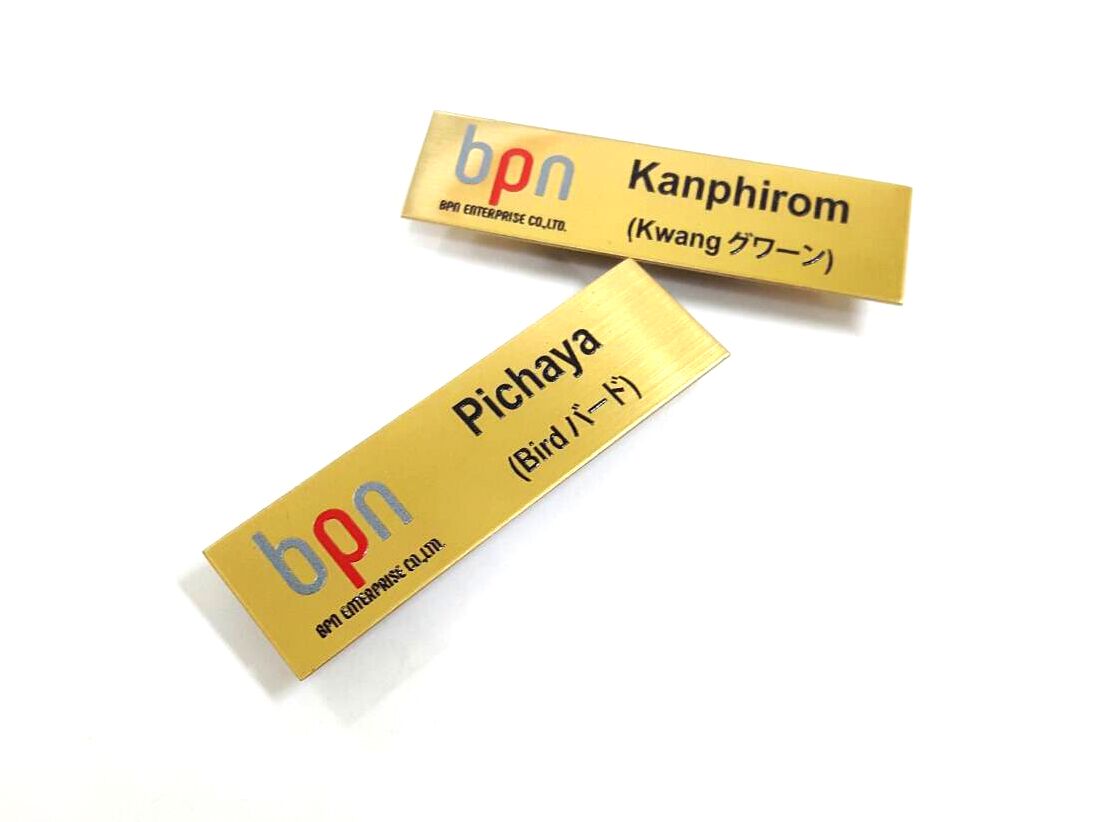 bpn
BPN ENTERPRISE CO.,LTD.
Kanphirom
(Kwang グワーン)
bpn
BPN ENTERPRISE CO.,LTD.
Pichaya
(Bird バード)